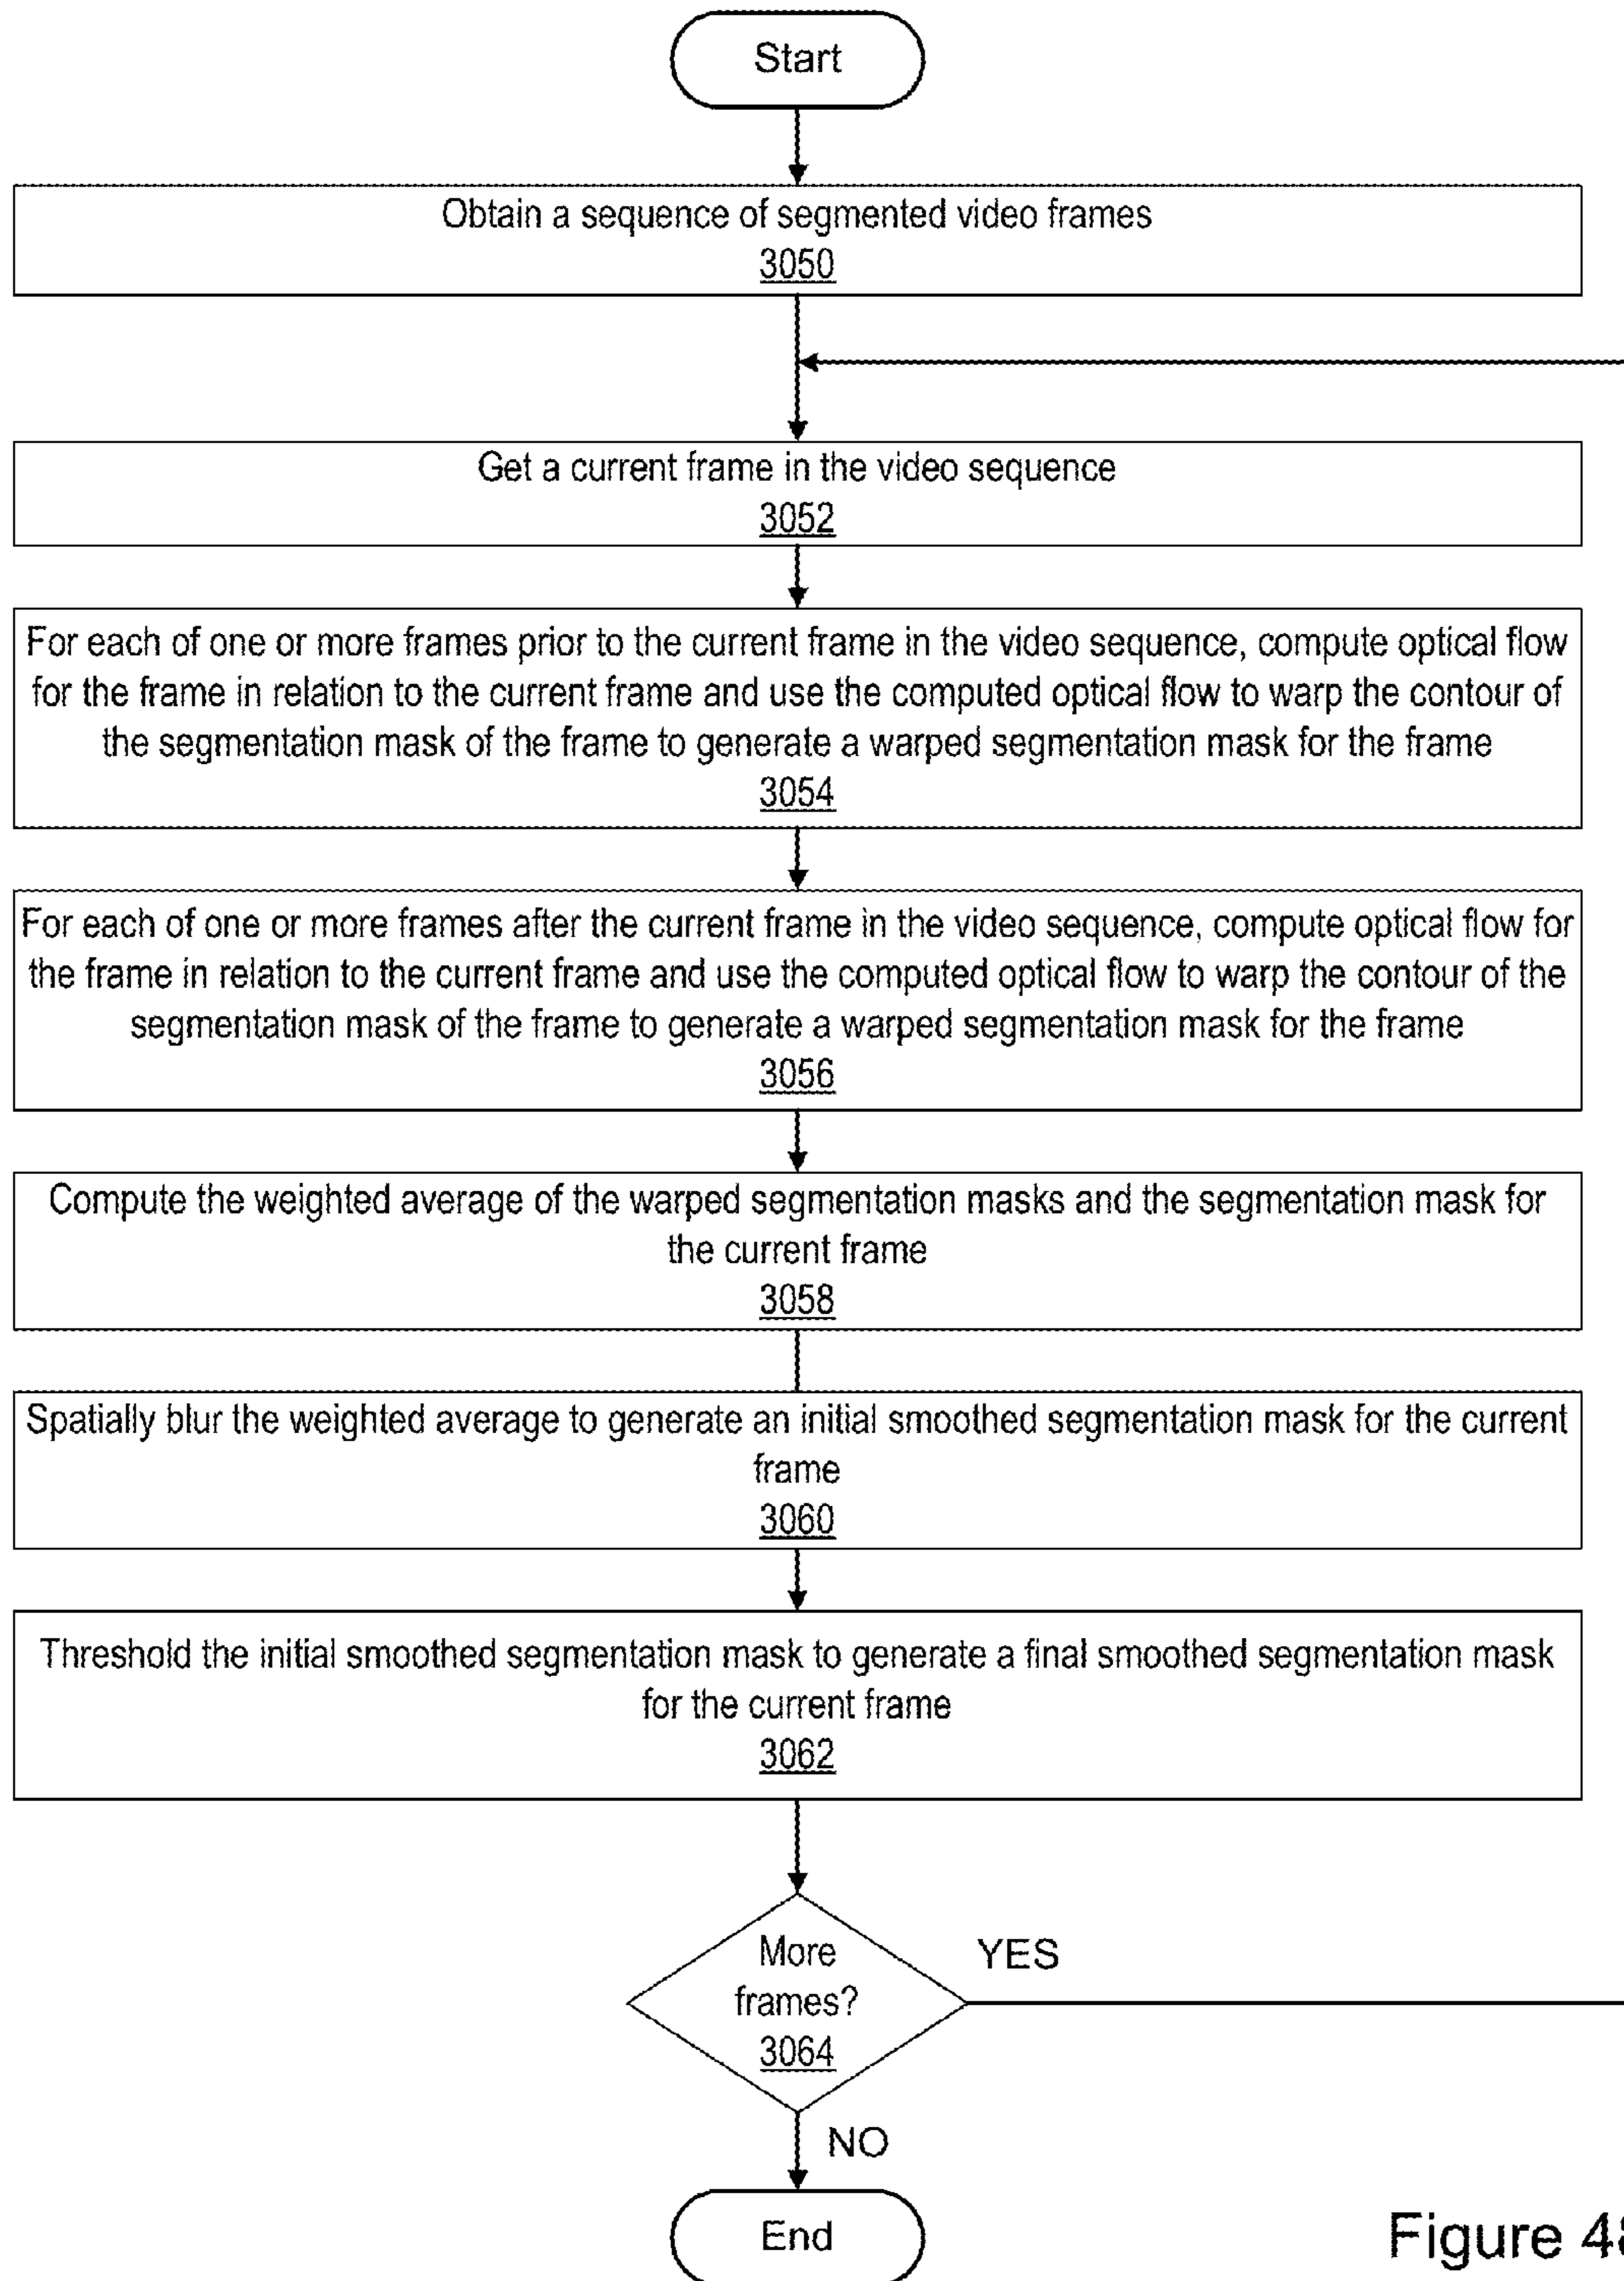 Start
Obtain a sequence of segmented video frames
3050
Get a current frame in the video sequence
3052
For each of one or more frames prior to the current frame in the video sequence, compute optical flow
for the frame in relation to the current frame and use the computed optical flow to warp the contour of
the segmentation mask of the frame to generate a warped segmentation mask for the frame
3054
For each of one or more frames after the current frame in the video sequence, compute optical flow for
the frame in relation to the current frame and use the computed optical flow to warp the contour of the
segmentation mask of the frame to generate a warped segmentation mask for the frame
3056
Compute the weighted average of the warped segmentation masks and the segmentation mask for
the current frame
3058
Spatially blur the weighted average to generate an initial smoothed segmentation mask for the current
frame
3060
Threshold the initial smoothed segmentation mask to generate a final smoothed segmentation mask
for the current frame
3062
More
frames?
3064
YES
NO
End
Figure 48